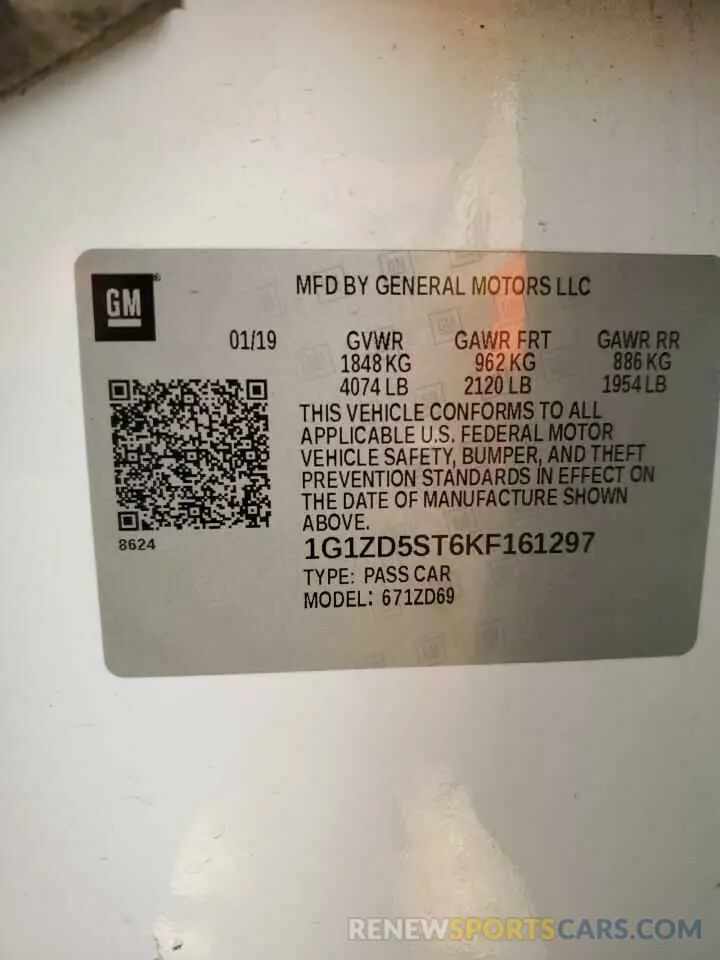 GM®
MFD BY GENERAL MOTORS LLC
01/19 GVWR GAWR FRT GAWR RR
1848 KG 962 KG 886 KG
4074 LB 2120 LB 1954 LB
THIS VEHICLE CONFORMS TO ALL
APPLICABLE U.S. FEDERAL MOTOR
VEHICLE SAFETY, BUMPER, AND THEFT
PREVENTION STANDARDS IN EFFECT ON
THE DATE OF MANUFACTURE SHOWN
ABOVE.
8624
1G1ZD5ST6KF161297
TYPE: PASS CAR
MODEL: 671ZD69
RENEWSPORTSCARS.COM